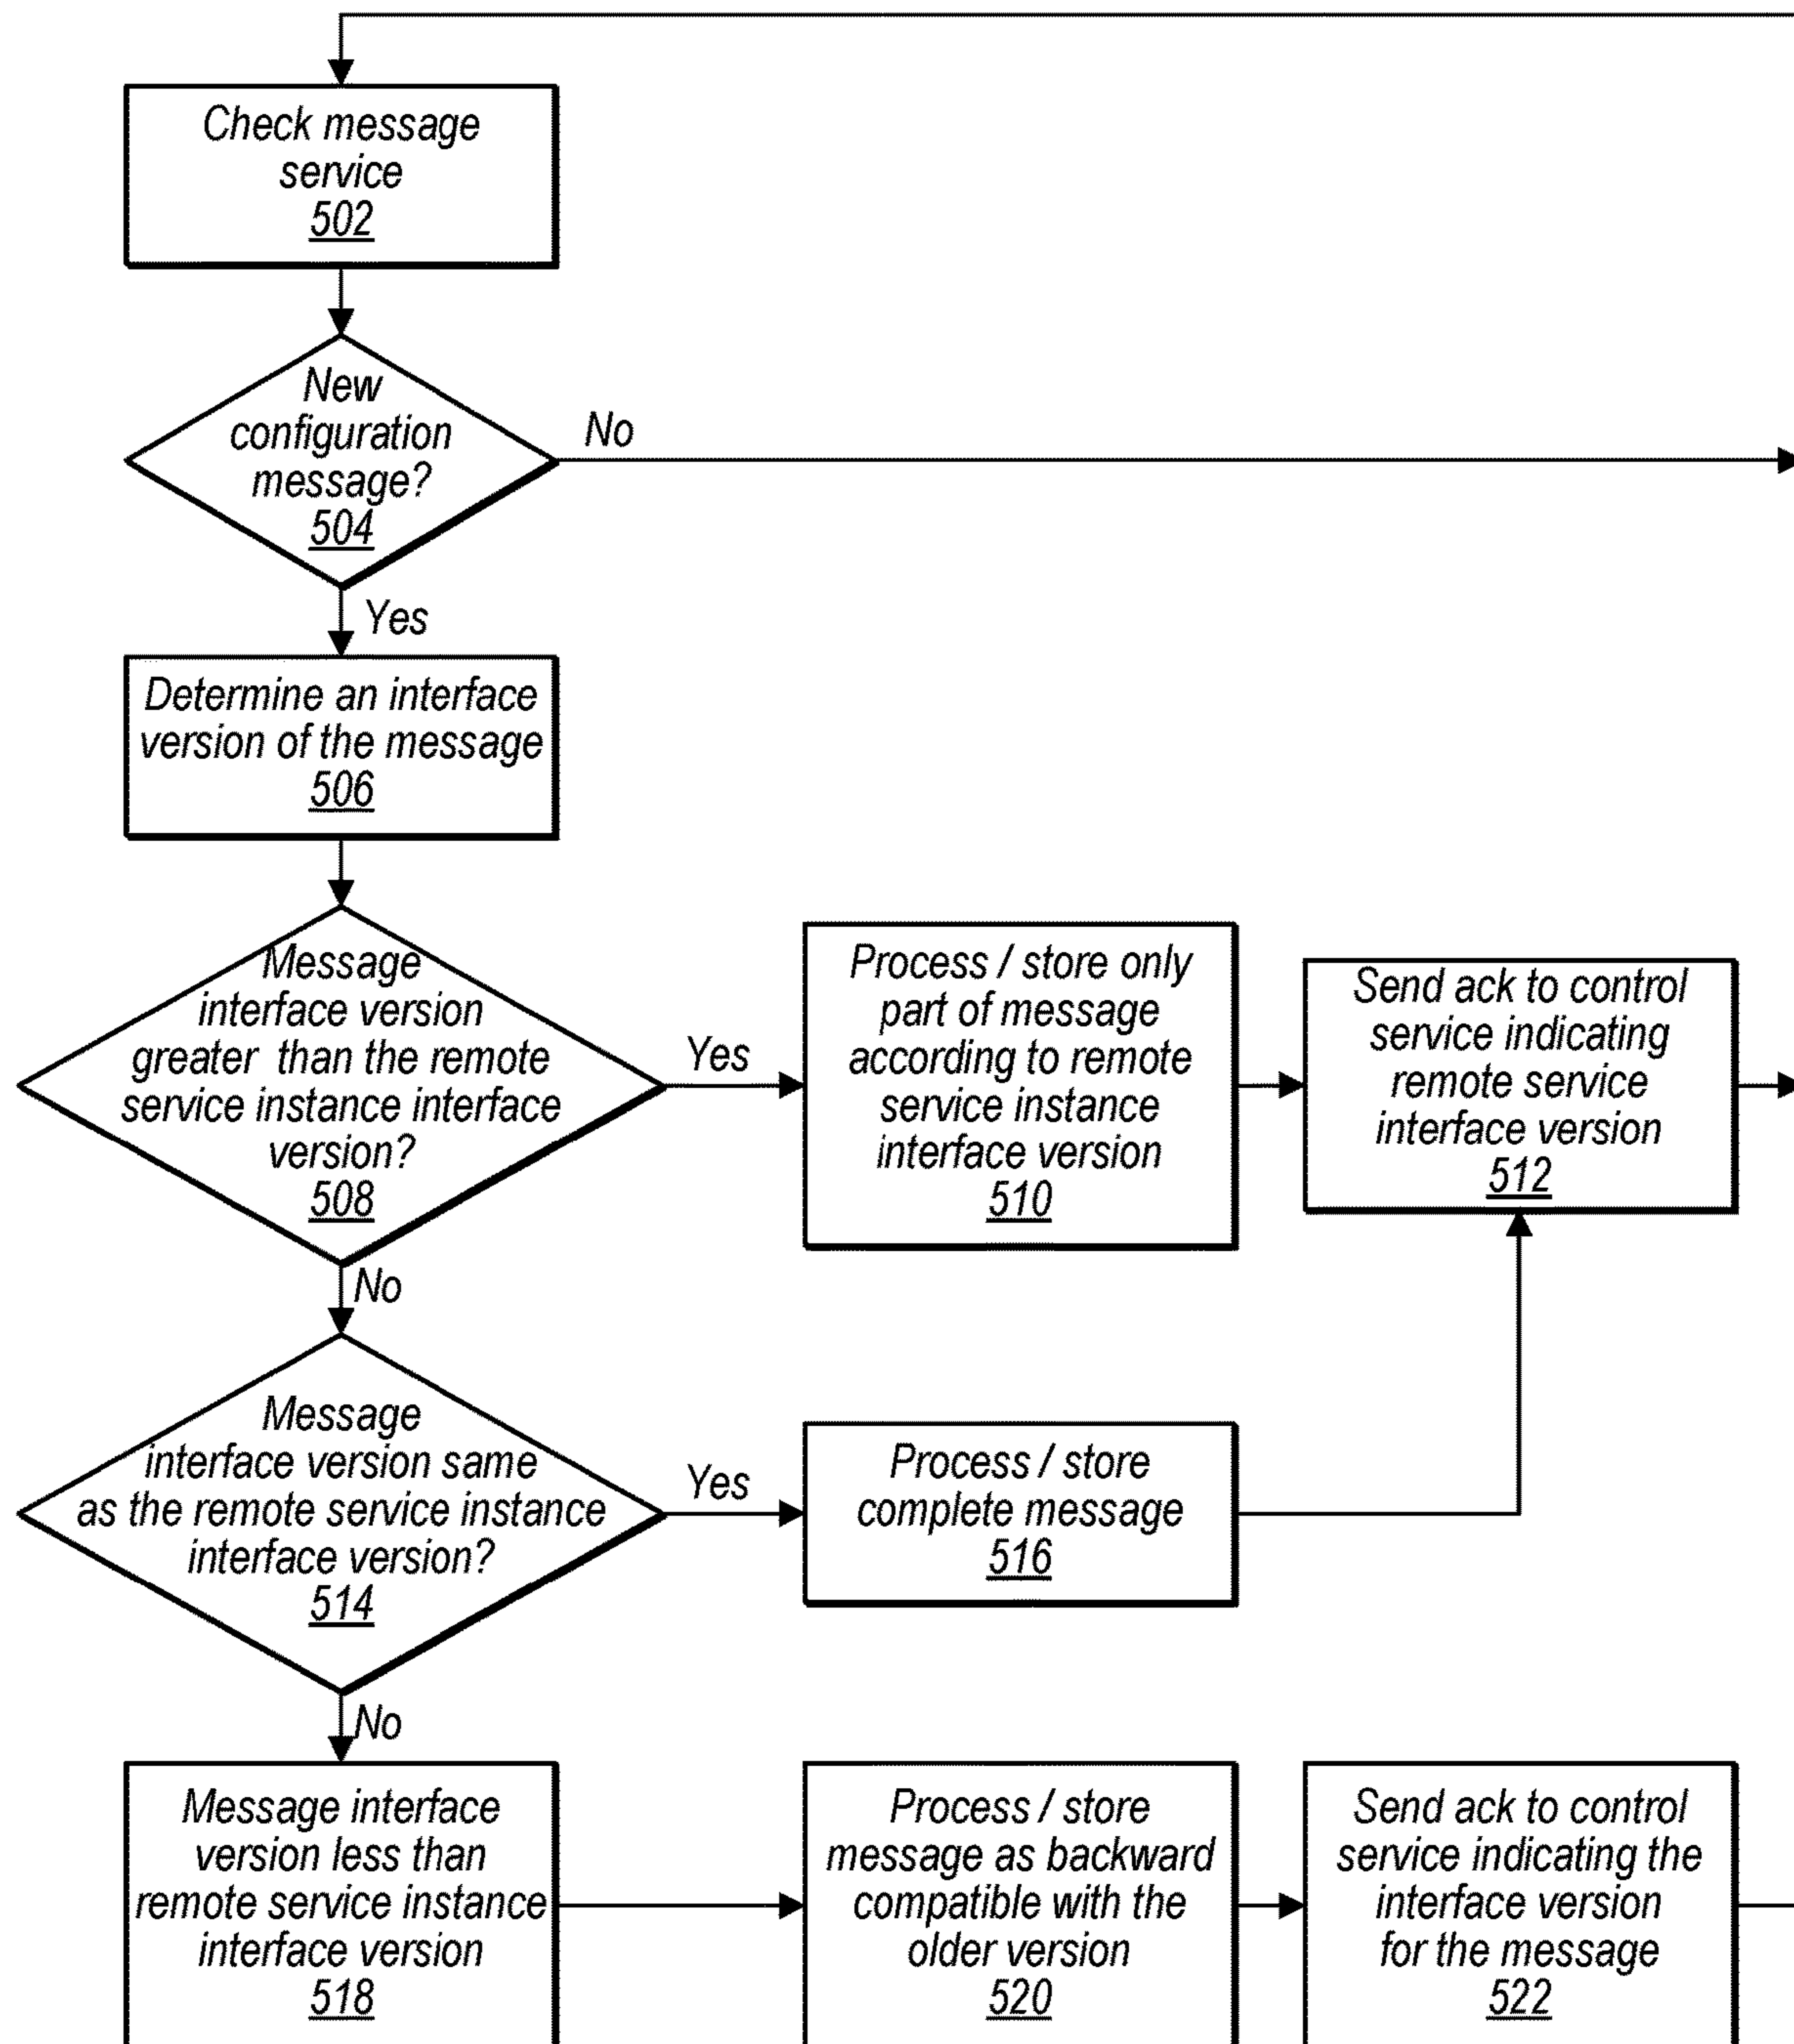 Check message
service
502
New
configuration
message?
504
No
Yes
Determine an interface
version of the message
506
Message
interface version
greater than the remote
service instance interface
version?
508
Yes
Process / store only
part of message
according to remote
service instance
interface version
510
Send ack to control
service indicating
remote service
interface version
512
No
Message
interface version same
as the remote service instance
interface version?
514
Yes
Process / store
complete message
516
No
Message interface
version less than
remote service instance
interface version
518
Process / store
message as backward
compatible with the
older version
520
Send ack to control
service indicating the
interface version
for the message
522